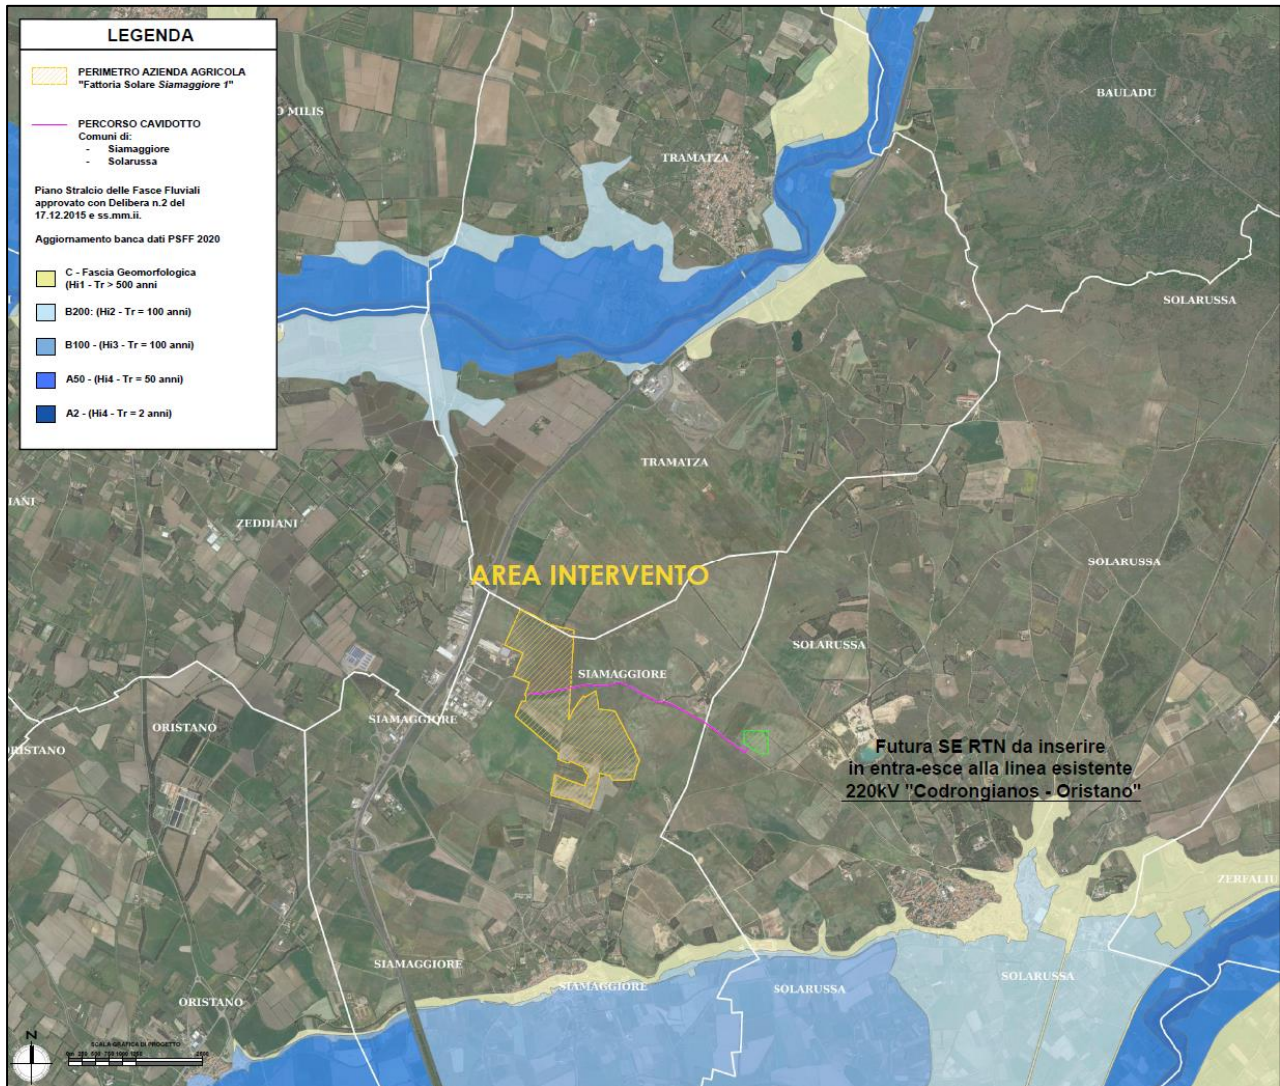 LEGENDA
PERIMETRO AZIENDA AGRICOLA
"Fattoria Solare Siamaggiore 1"
PERCORSO CAVIDOTTO
Comuni di:
- Siamaggiore
- Solarussa
Piano Stralcio delle Fasce Fluviali
approvato con Delibera n.2 del
17.12.2015 e ss.mm.ii.
Aggiornamento banca dati PSFF 2020
C - Fascia Geomorfologica
(Hi1 - Tr > 500 anni
B200: (Hi2 - Tr = 100 anni)
B100 - (Hi3 - Tr = 100 anni)
A50 - (Hi4 - Tr = 50 anni)
A2 - (Hi4 - Tr = 2 anni)
MILIS
BAULADU
TRAMATZA
SOLARUSSA
TRAMATZA
IANI
ZEDDIANI
SOLARUSSA
AREA INTERVENTO
SOLARUSSA
SIAMAGGIORE
SIAMAGGIORE
ORISTANO
ORISTANO
Futura SE RTN da inserire
in entra-esce alla linea esistente
220kV "Codrongianos - Oristano"
ZERFALIU
SIAMAGGIORE
SOLARUSSA
SIAMAGGIORE
SOLARUSSA
ORISTANO
N
SCALA GRAFICA DI PROGETTO